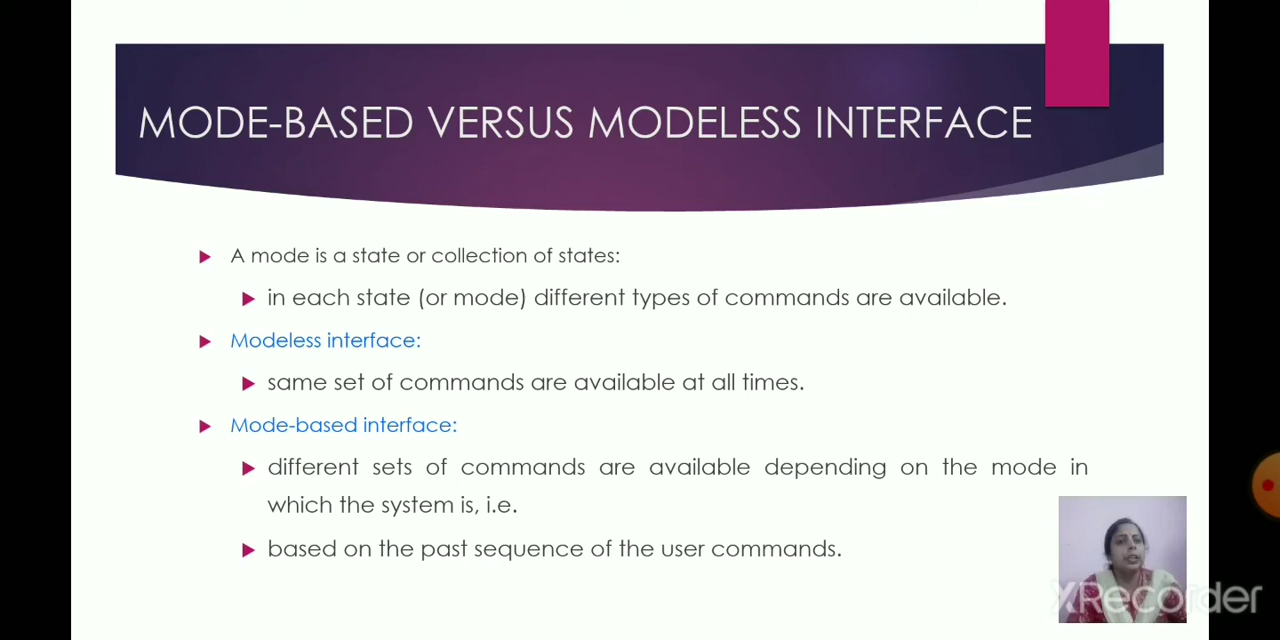 MODE-BASED VERSUS MODELESS INTERFACE
A mode is a state or collection of states:
in each state (or mode) different types of commands are available.
Modeless interface:
same set of commands are available at all times.
Mode-based interface:
different sets of commands are available depending on the mode in
which the system is, i.e.
based on the past sequence of the user commands.
XRecorder